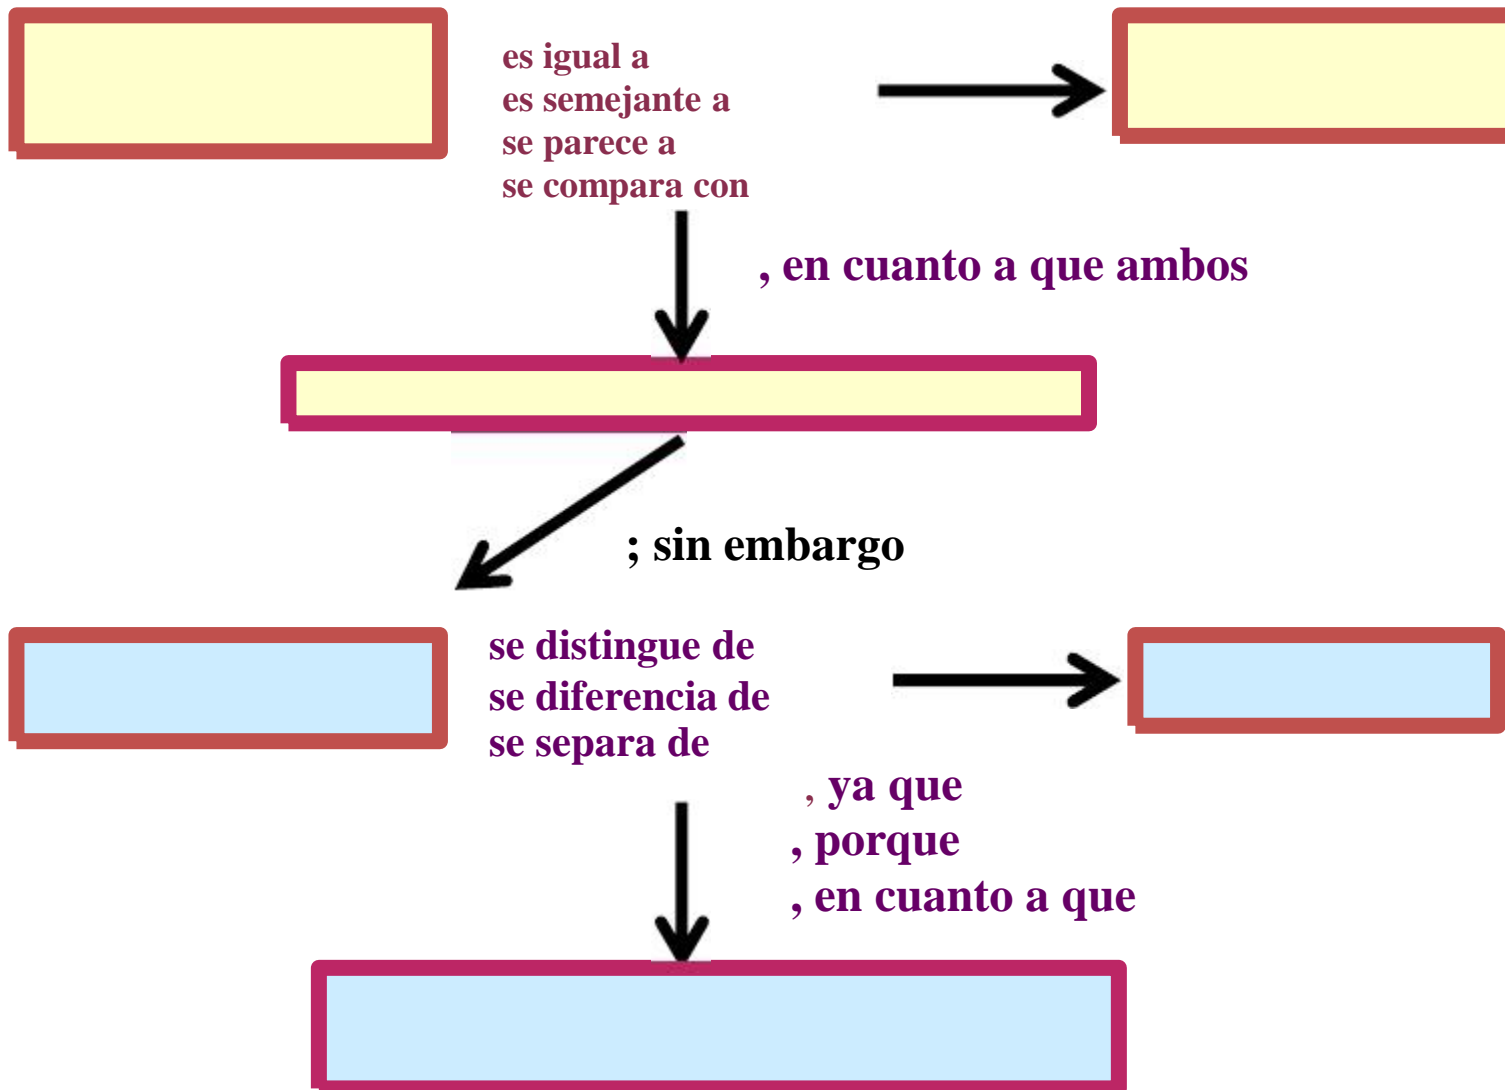 es igual a
es semejante a
se parece a
se compara con
, en cuanto a que ambos
; sin embargo
se distingue de
se diferencia de
se separa de
, ya que
, porque
, en cuanto a que